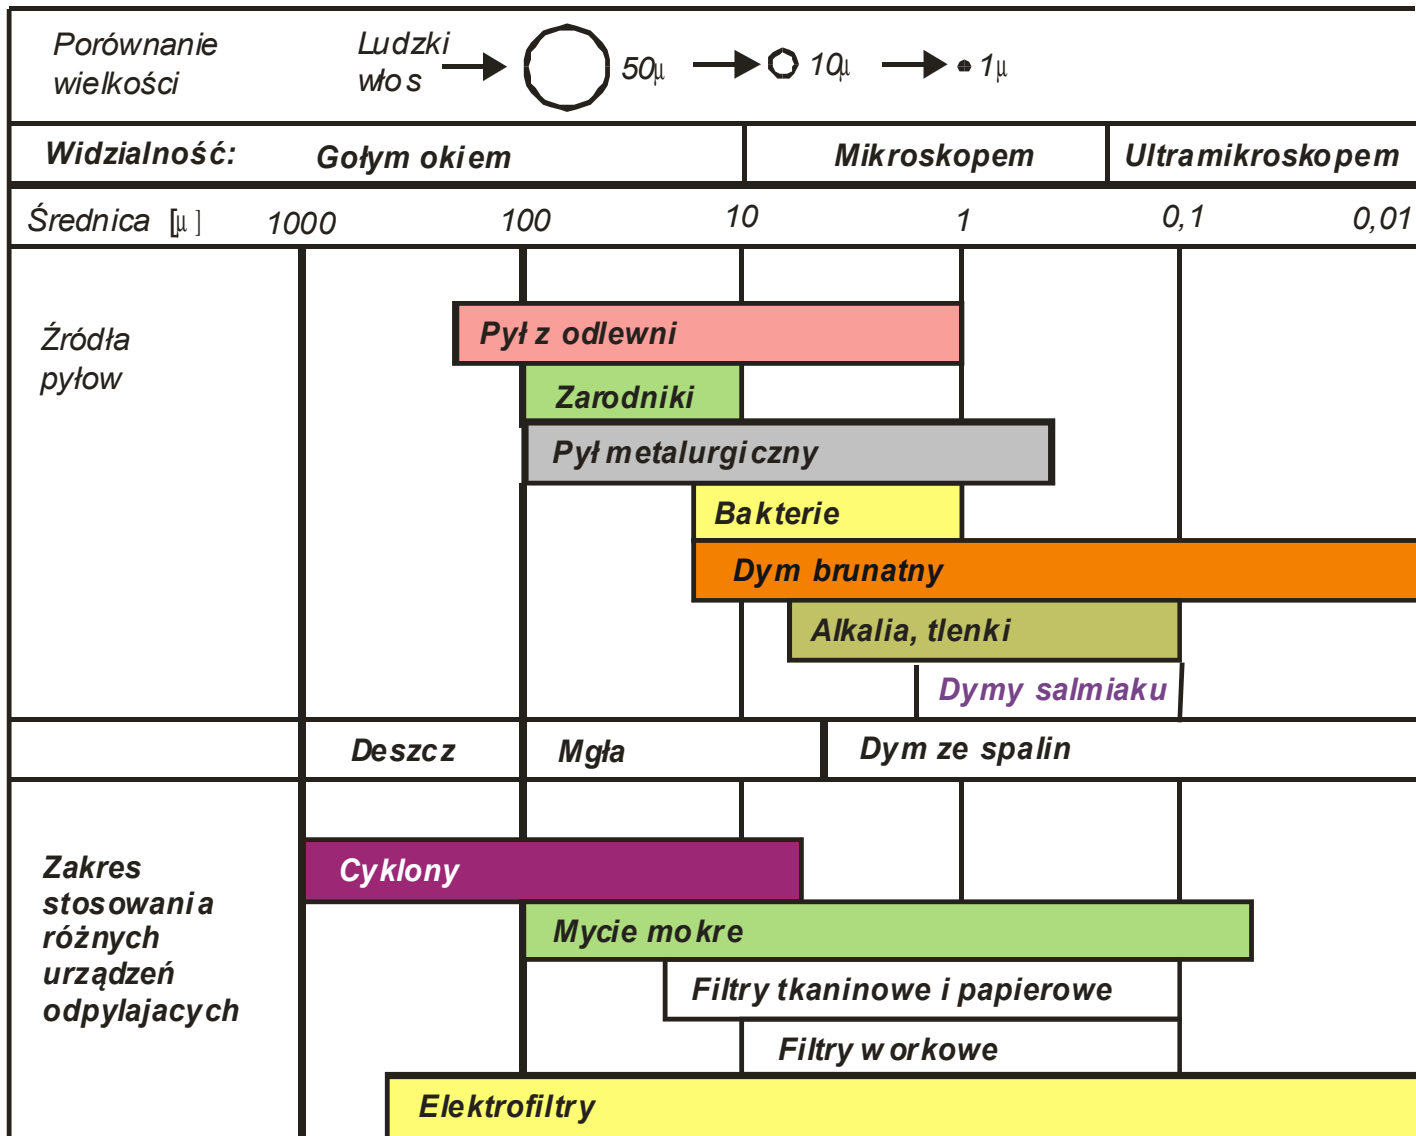 Porównanie
wielkości
Ludzki
włos
50μ
10μ
1μ
Widzialność:
Gołym okiem
Mikroskopem
Ultramikroskopem
Średnica [μ]
1000
100
10
1
0,1
0,01
Źródła
pyłow
Pył z odlewni
Zarodniki
Pył metalurgiczny
Bakterie
Dym brunatny
Alkalia, tlenki
Dymy salmiaku
Deszcz
Mgła
Dym ze spalin
Zakres
stosowania
różnych
urządzeń
odpylajacych
Cyklony
Mycie mokre
Filtry tkaninowe i papierowe
Filtry workowe
Elektrofiltry